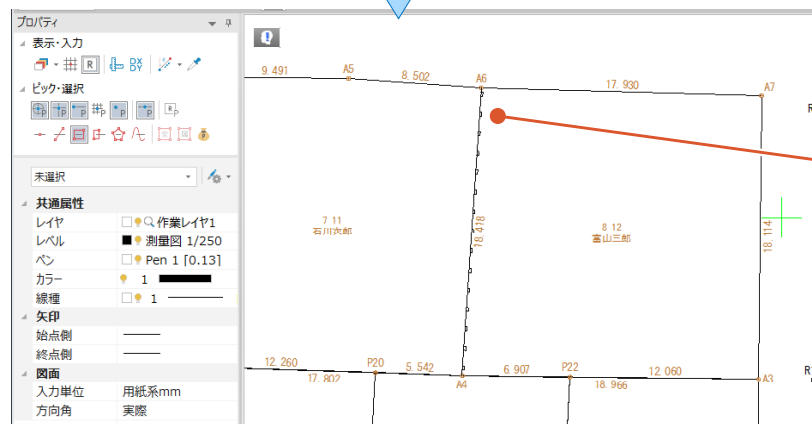 プロパティ
表示・入力
R
DX
DY
ピック・選択
未選択
共通属性
レイヤ 作業レイヤ1
レベル 測量図 1/250
ペン Pen 1 [0.13]
カラー 1
線種 1
矢印
始点側
終点側
図面
入力単位 用紙系mm
方向角 実際
9.491
A5
8.502
A6
17.930
A7
R
7 11
石川次郎
18.418
8 12
富山三郎
18.114
12.260
P20
5.542
6.907
P22
12.060
17.802
A4
18.966
A3
R